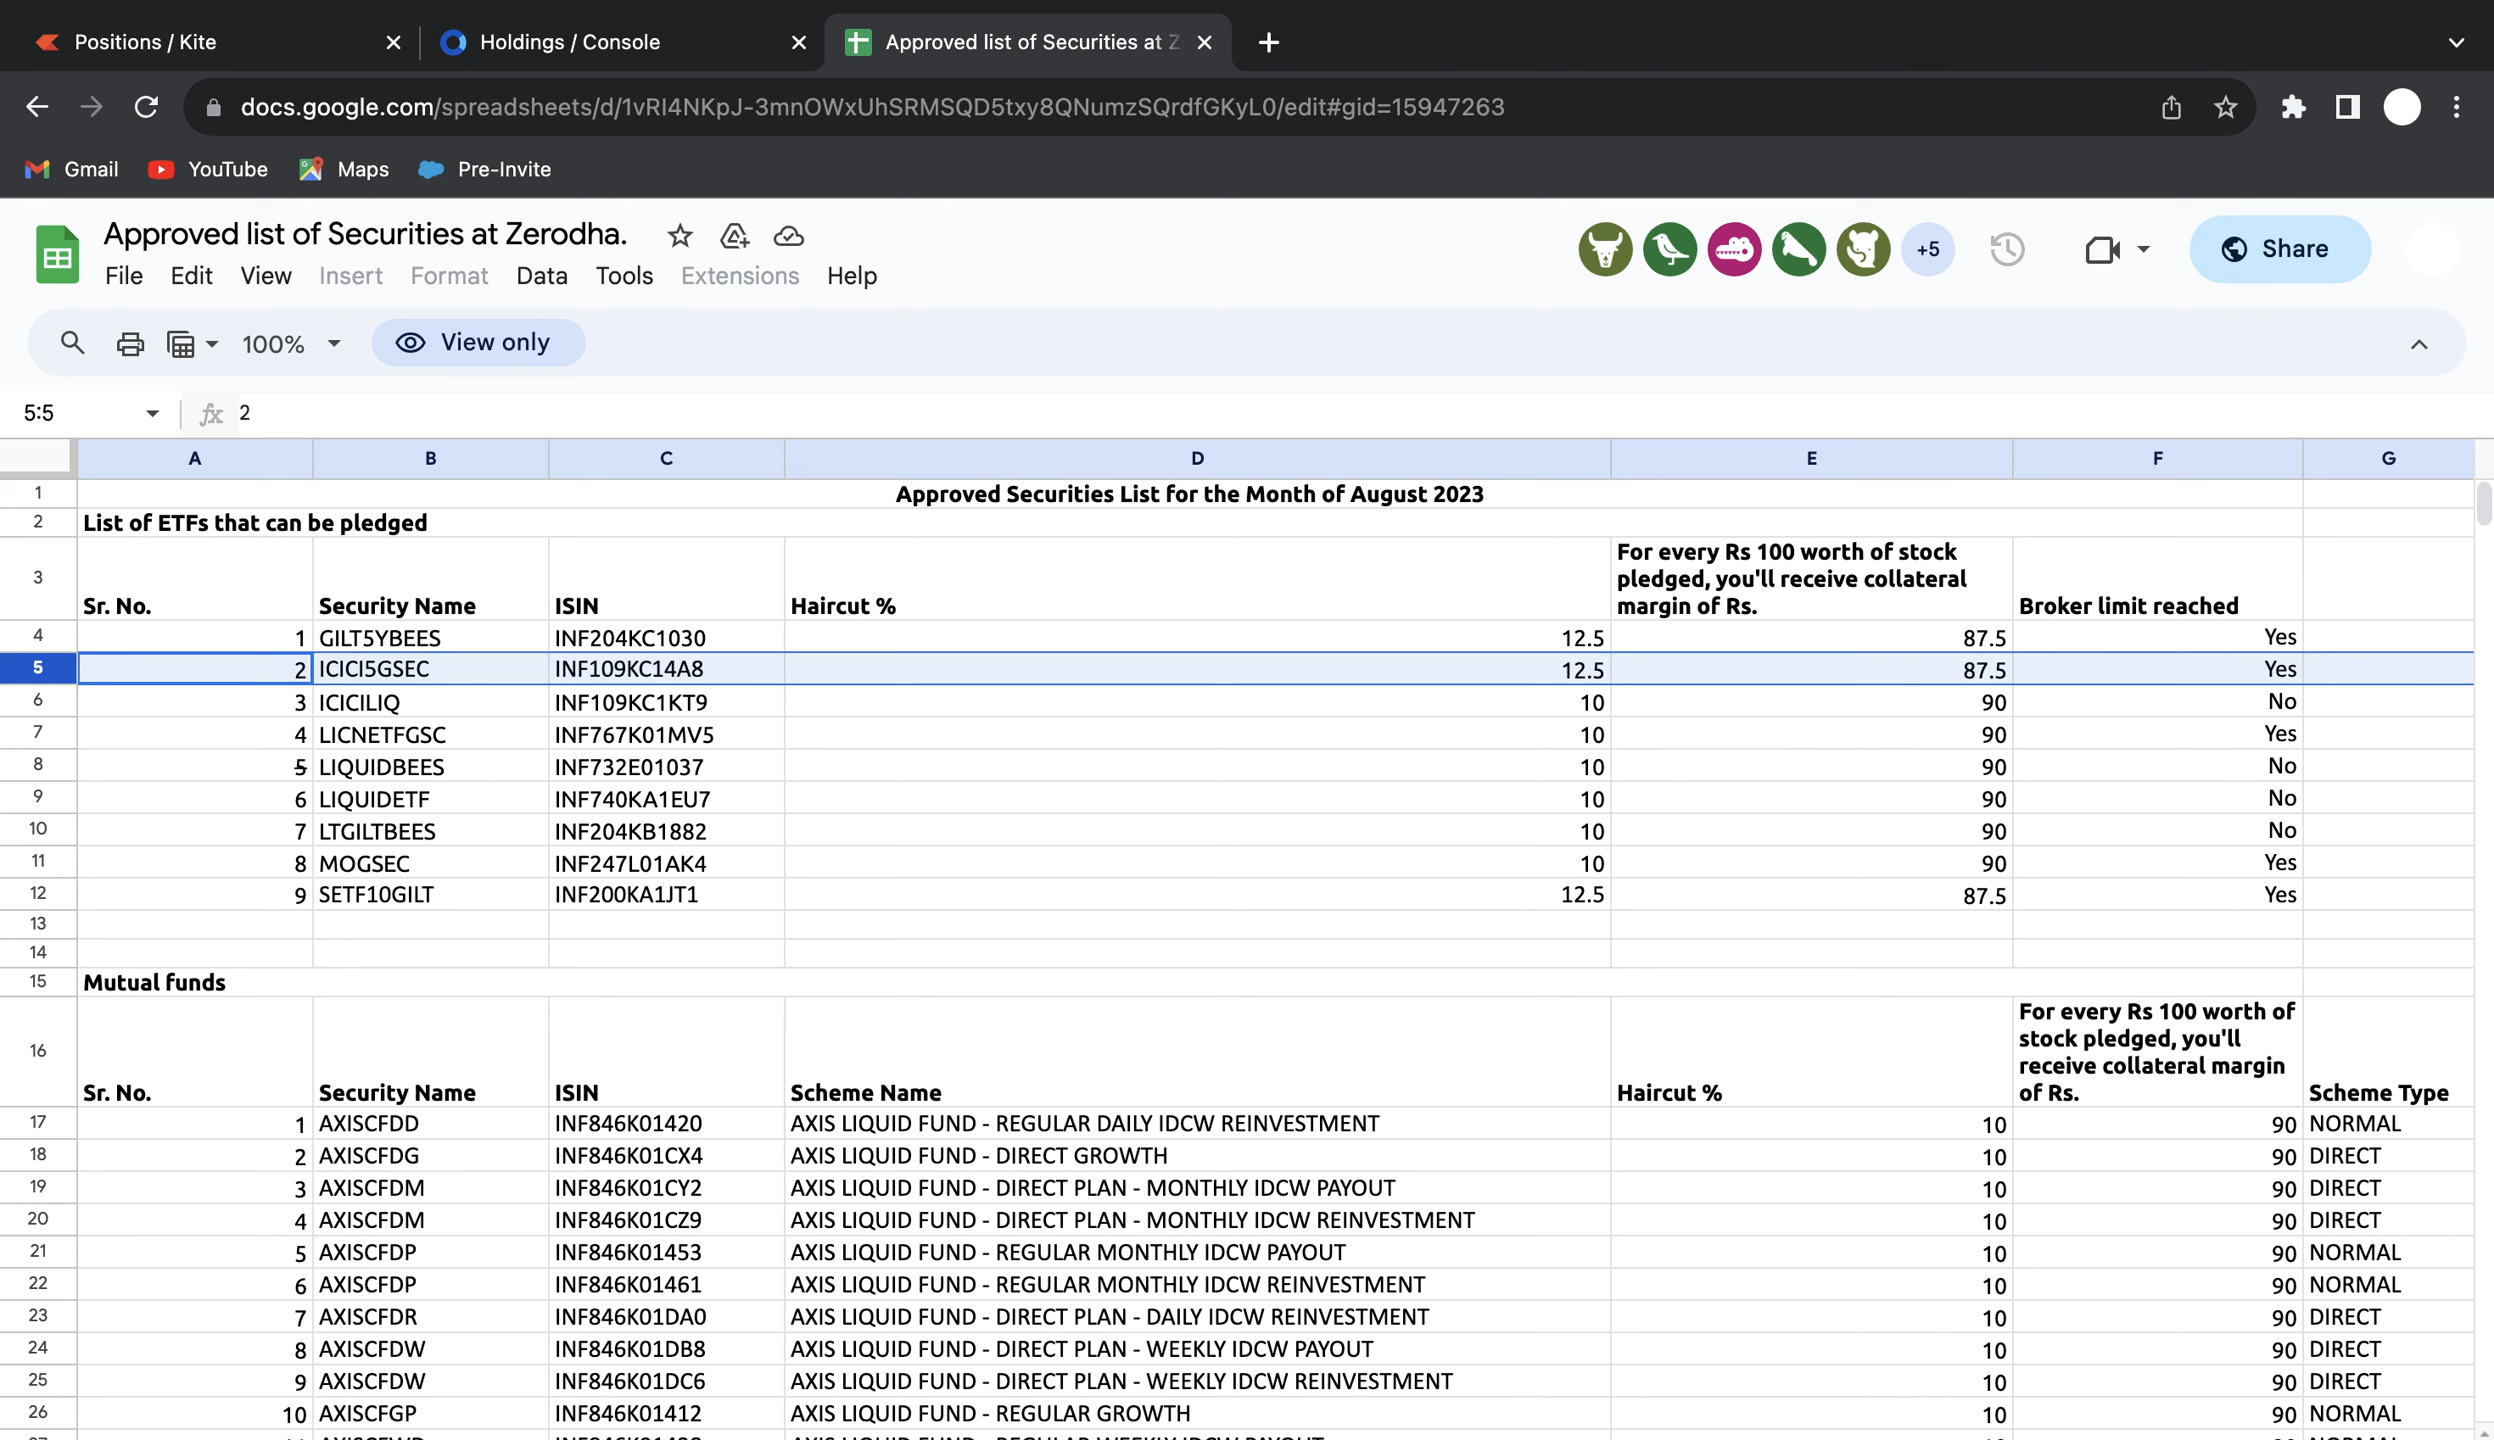 Positions / Kite
Holdings / Console
Approved list of Securities at Z
docs.google.com/spreadsheets/d/1vRI4NKpJ-3mnOWxUhSRMSQD5txy8QNumzSQrdfGKyL0/edit#gid=15947263
Gmail YouTube Maps Pre-Invite
Approved list of Securities at Zerodha.
+5 Share
File Edit View Insert Format Data Tools Extensions Help
100% View only
5:5 fx 2
A B C D E F G
1 Approved Securities List for the Month of August 2023
2 List of ETFs that can be pledged
For every Rs 100 worth of stock
3 pledged, you'll receive collateral
Sr. No. Security Name ISIN Haircut % margin of Rs. Broker limit reached
4 1 GILT5YBEES INF204KC1030 12.5 87.5 Yes
5 2 ICICI5GSEC INF109KC14A8 12.5 87.5 Yes
6 3 ICICILIQ INF109KC1KT9 10 90 No
7 4 LICNETFGSC INF767K01MV5 10 90 Yes
8 5 LIQUIDBEES INF732E01037 10 90 No
9 6 LIQUIDETF INF740KA1EU7 10 90 No
10 7 LTGILTBEES INF204KB1882 10 90 No
11 8 MOGSEC INF247L01AK4 10 90 Yes
12 9 SETF10GILT INF200KA1JT1 12.5 87.5 Yes
13
14
15 Mutual funds
For every Rs 100 worth of
stock pledged, you'll
16 receive collateral margin
Sr. No. Security Name ISIN Scheme Name Haircut % of Rs. Scheme Type
17 1 AXISCFDD INF846K01420 AXIS LIQUID FUND - REGULAR DAILY IDCW REINVESTMENT 10 90 NORMAL
18 2 AXISCFDG INF846K01CX4 AXIS LIQUID FUND - DIRECT GROWTH 10 90 DIRECT
19 3 AXISCFDM INF846K01CY2 AXIS LIQUID FUND - DIRECT PLAN - MONTHLY IDCW PAYOUT 10 90 DIRECT
20 4 AXISCFDM INF846K01CZ9 AXIS LIQUID FUND - DIRECT PLAN - MONTHLY IDCW REINVESTMENT 10 90 DIRECT
21 5 AXISCFDP INF846K01453 AXIS LIQUID FUND - REGULAR MONTHLY IDCW PAYOUT 10 90 NORMAL
22 6 AXISCFDP INF846K01461 AXIS LIQUID FUND - REGULAR MONTHLY IDCW REINVESTMENT 10 90 NORMAL
23 7 AXISCFDR INF846K01DA0 AXIS LIQUID FUND - DIRECT PLAN - DAILY IDCW REINVESTMENT 10 90 DIRECT
24 8 AXISCFDW INF846K01DB8 AXIS LIQUID FUND - DIRECT PLAN - WEEKLY IDCW PAYOUT 10 90 DIRECT
25 9 AXISCFDW INF846K01DC6 AXIS LIQUID FUND - DIRECT PLAN - WEEKLY IDCW REINVESTMENT 10 90 DIRECT
26 10 AXISCFGP INF846K01412 AXIS LIQUID FUND - REGULAR GROWTH 10 90 NORMAL